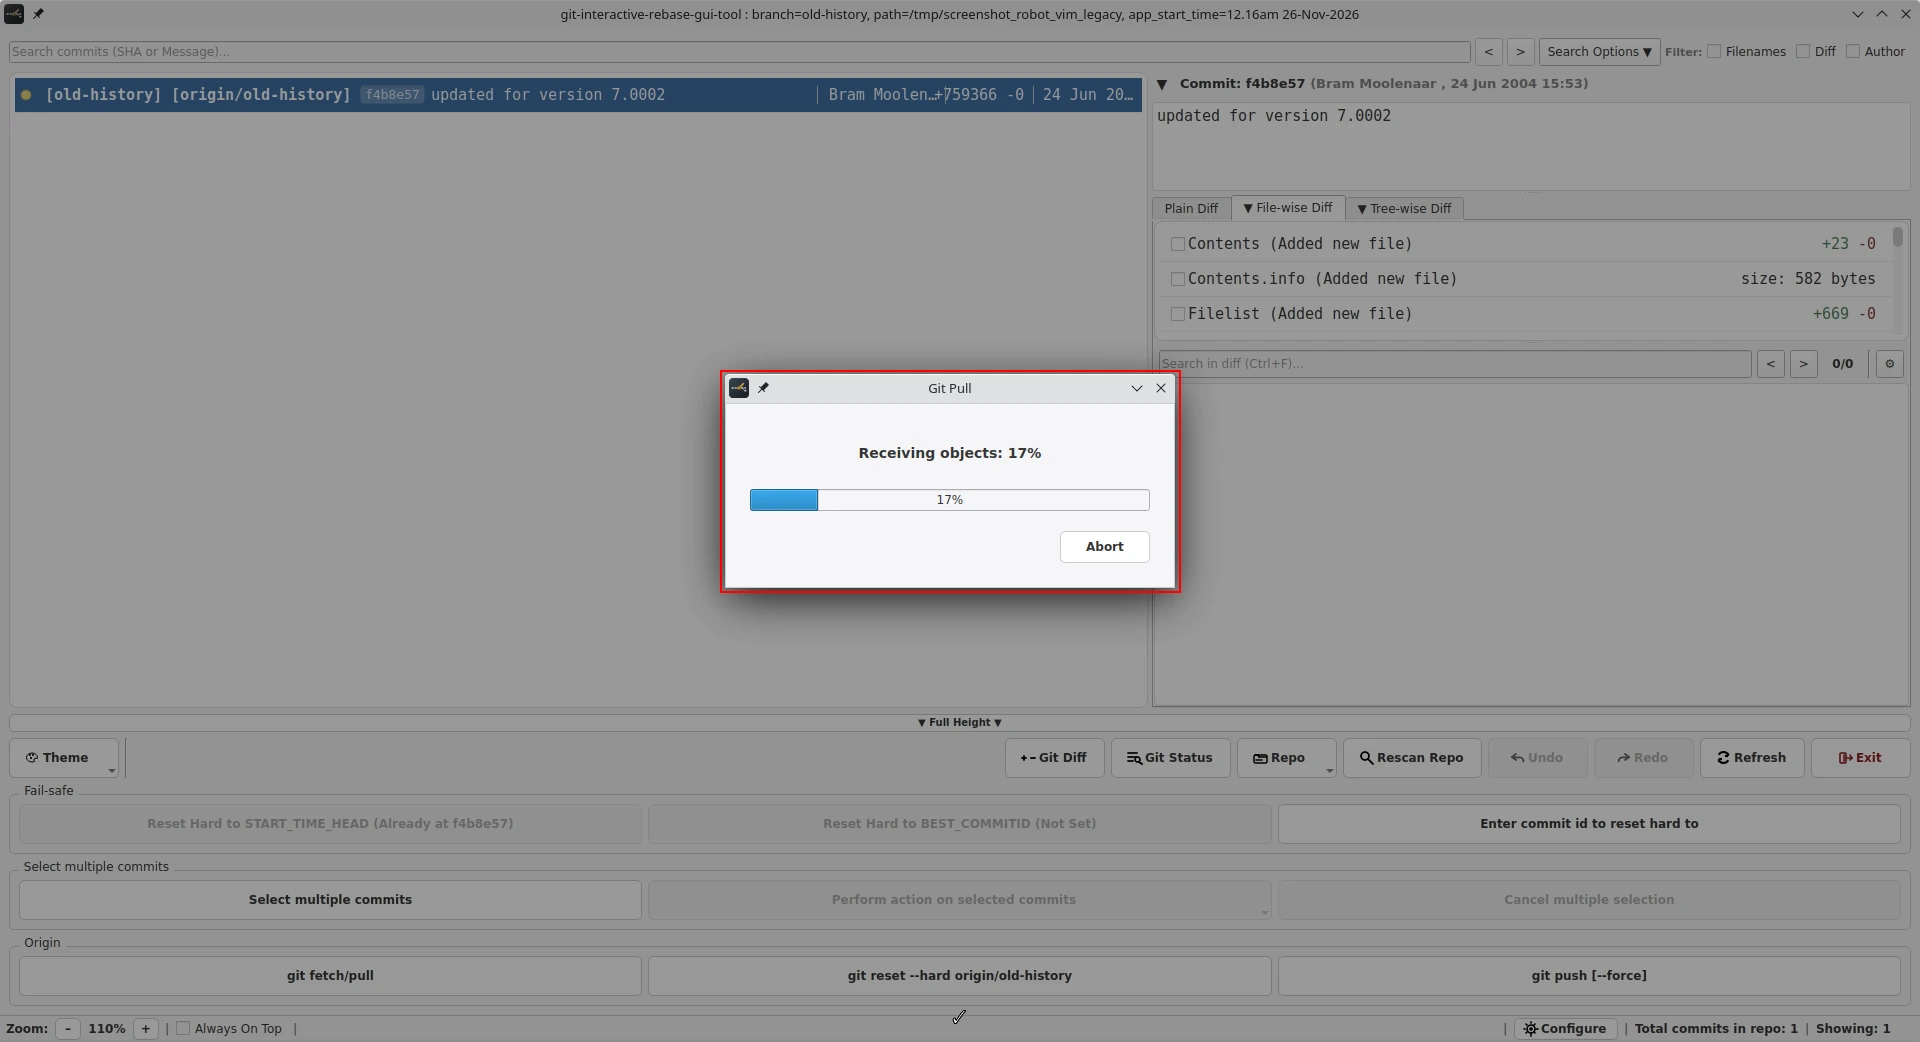 git-interactive-rebase-gui-tool : branch=old-history, path=/tmp/screenshot_robot_vim_legacy, app_start_time=12.16am 26-Nov-2026
Search commits (SHA or Message)...
< > Search Options ▼ Filter: Filenames Diff Author
[old-history] [origin/old-history] f4b8e57 updated for version 7.0002 | Bram Moolen…+759366 -0 | 24 Jun 20…
▼ Commit: f4b8e57 (Bram Moolenaar , 24 Jun 2004 15:53)
updated for version 7.0002
Plain Diff ▼ File-wise Diff ▼ Tree-wise Diff
Contents (Added new file) +23 -0
Contents.info (Added new file) size: 582 bytes
Filelist (Added new file) +669 -0
Search in diff (Ctrl+F)... < > 0/0
Git Pull
Receiving objects: 17%
17%
Abort
▼ Full Height ▼
Theme +- Git Diff Git Status Repo Rescan Repo Undo Redo Refresh Exit
Fail-safe
Reset Hard to START_TIME_HEAD (Already at f4b8e57) Reset Hard to BEST_COMMITID (Not Set) Enter commit id to reset hard to
Select multiple commits
Select multiple commits Perform action on selected commits Cancel multiple selection
Origin
git fetch/pull git reset --hard origin/old-history git push [--force]
Zoom: - 110% + | Always On Top | | Configure | Total commits in repo: 1 | Showing: 1